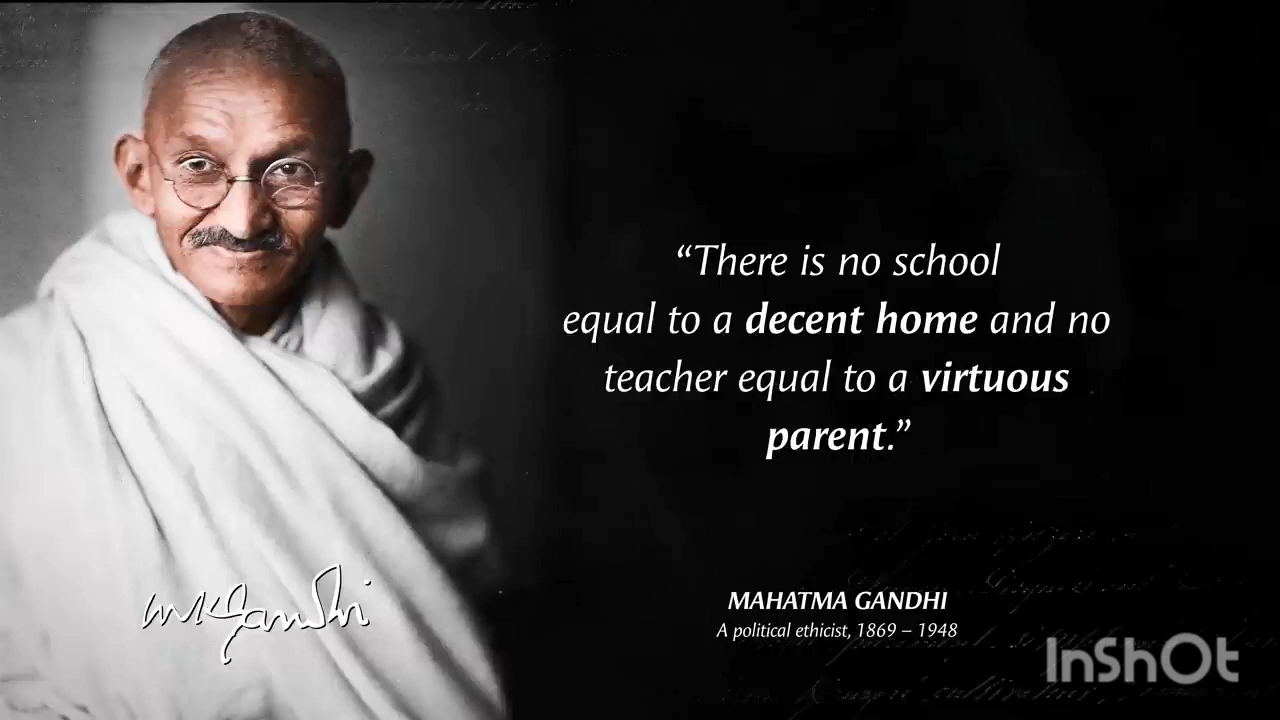 “There is no school
equal to a decent home and no
teacher equal to a virtuous
parent.”
MKGandhi
MAHATMA GANDHI
A political ethicist, 1869 – 1948
InShOt